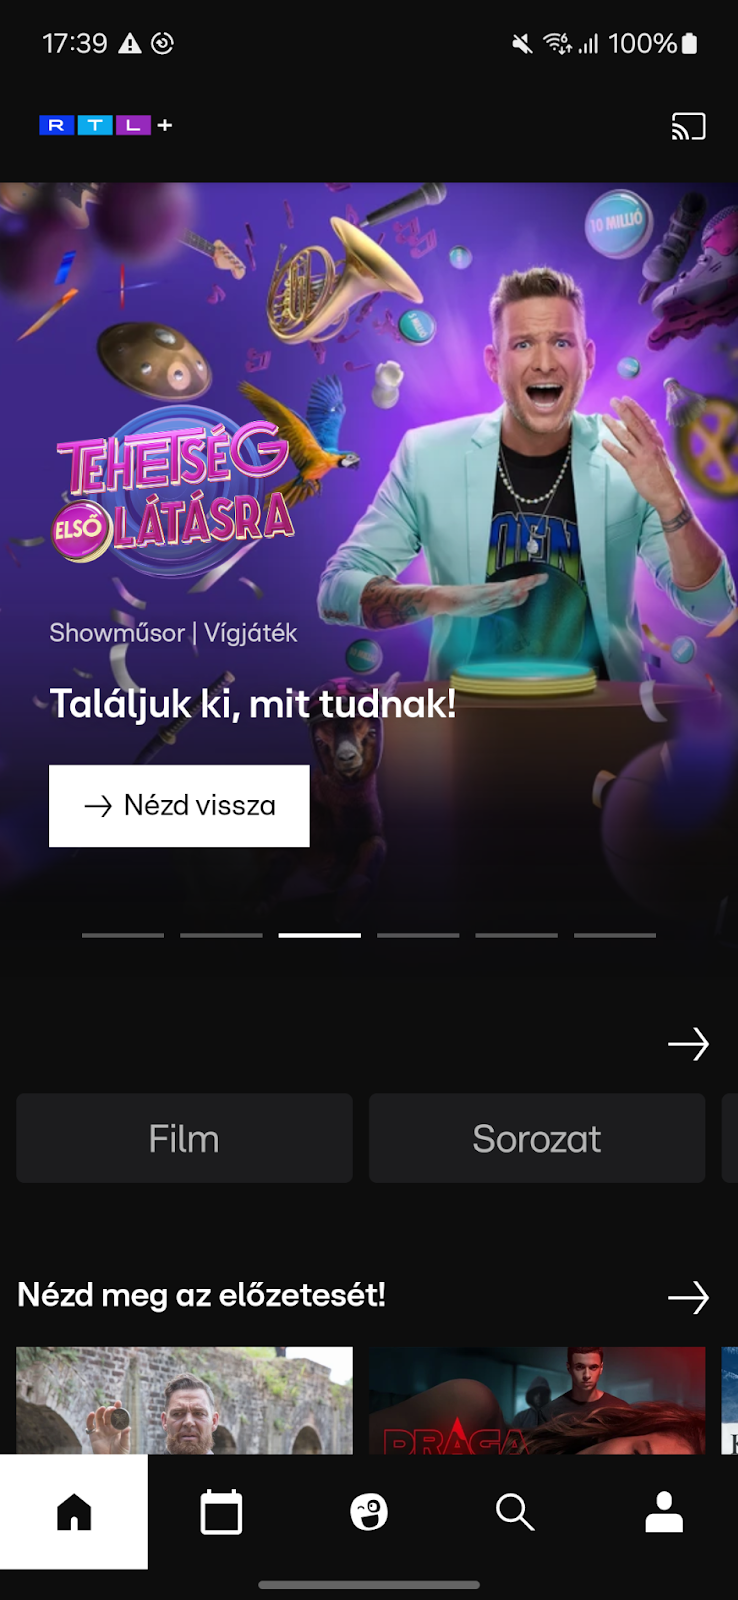 17:39
100%
RTL+
10 MILLIÓ
TEHETSÉG
ELSŐ LÁTÁSRA
Showműsor | Vígjáték
Találjuk ki, mit tudnak!
→ Nézd vissza
→
Film
Sorozat
Nézd meg az előzetesét!
→
DRÁGA